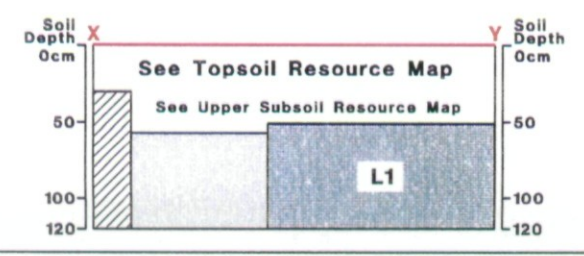 Soil Depth X Y Soil Depth
0cm 0cm
See Topsoil Resource Map
See Upper Subsoil Resource Map
50 50
L1
100 100
120 120